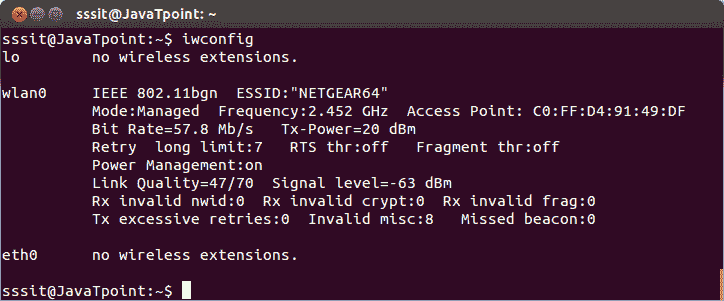 sssit@JavaTpoint: ~
sssit@JavaTpoint:~$ iwconfig
lo        no wireless extensions.
wlan0     IEEE 802.11bgn  ESSID:"NETGEAR64"
          Mode:Managed  Frequency:2.452 GHz  Access Point: C0:FF:D4:91:49:DF
          Bit Rate=57.8 Mb/s   Tx-Power=20 dBm
          Retry  long limit:7   RTS thr:off   Fragment thr:off
          Power Management:on
          Link Quality=47/70  Signal level=-63 dBm
          Rx invalid nwid:0  Rx invalid crypt:0  Rx invalid frag:0
          Tx excessive retries:0  Invalid misc:8   Missed beacon:0
eth0      no wireless extensions.
sssit@JavaTpoint:~$